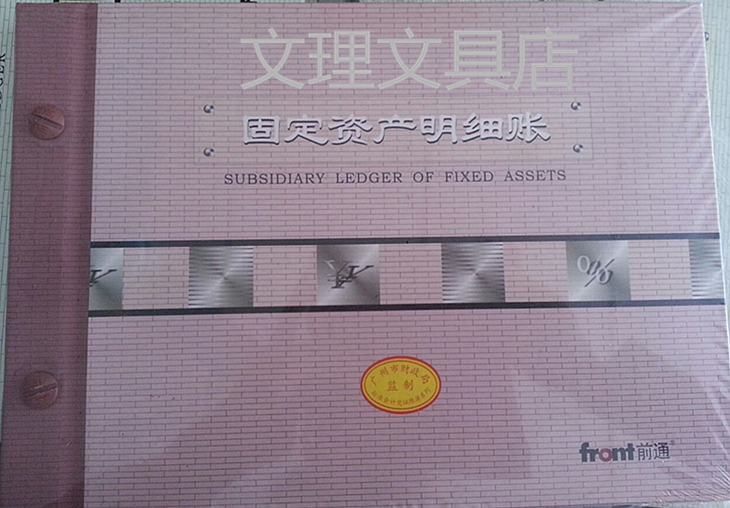 文理文具店
固定资产明细账
SUBSIDIARY LEDGER OF FIXED ASSETS
¥ ¥ %
广州市财政局
监制
front前通®